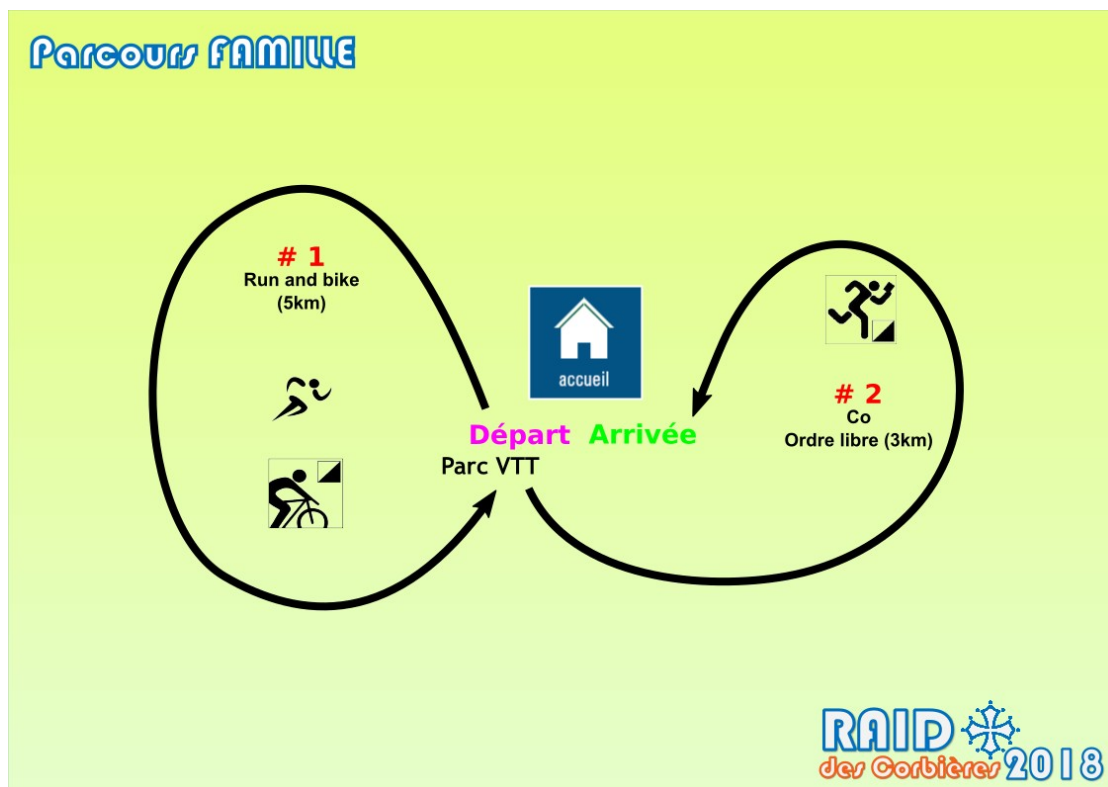 Parcours FAMILLE
# 1
Run and bike
(5km)
accueil
Départ Arrivée
Parc VTT
# 2
Co
Ordre libre (3km)
RAID
des Corbières 2018